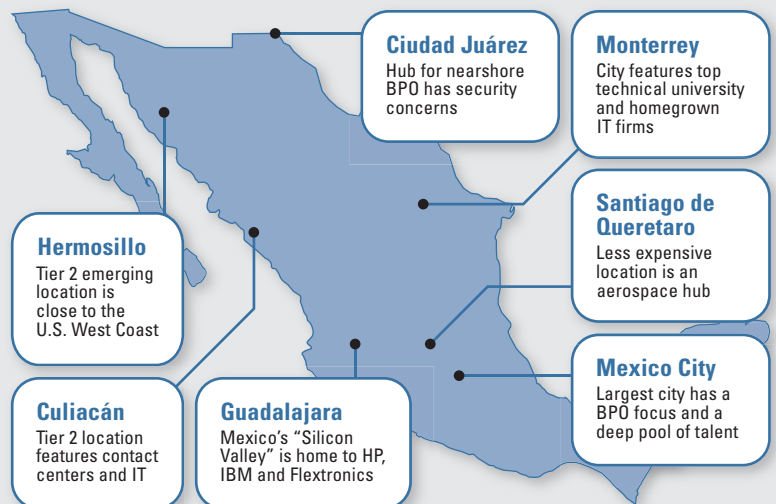 Ciudad Juárez
Hub for nearshore
BPO has security
concerns
Monterrey
City features top
technical university
and homegrown
IT firms
Santiago de
Queretaro
Less expensive
location is an
aerospace hub
Hermosillo
Tier 2 emerging
location is
close to the
U.S. West Coast
Mexico City
Largest city has a
BPO focus and a
deep pool of talent
Culiacán
Tier 2 location
features contact
centers and IT
Guadalajara
Mexico’s “Silicon
Valley” is home to HP,
IBM and Flextronics